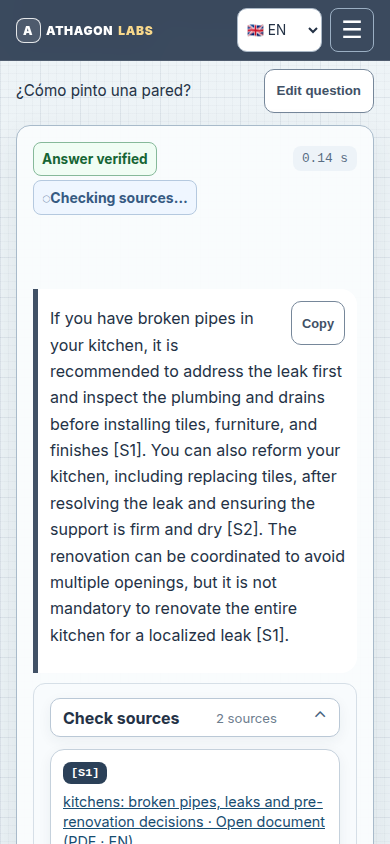 A ATHAGON LABS
🇬🇧 EN
☰
¿Cómo pinto una pared?
Edit question
Answer verified
0.14 s
Checking sources...
Copy
If you have broken pipes in
your kitchen, it is
recommended to address the leak first
and inspect the plumbing and drains
before installing tiles, furniture, and
finishes [S1]. You can also reform your
kitchen, including replacing tiles, after
resolving the leak and ensuring the
support is firm and dry [S2]. The
renovation can be coordinated to avoid
multiple openings, but it is not
mandatory to renovate the entire
kitchen for a localized leak [S1].
Check sources 2 sources
[S1]
kitchens: broken pipes, leaks and pre-
renovation decisions · Open document
(PDF · EN)